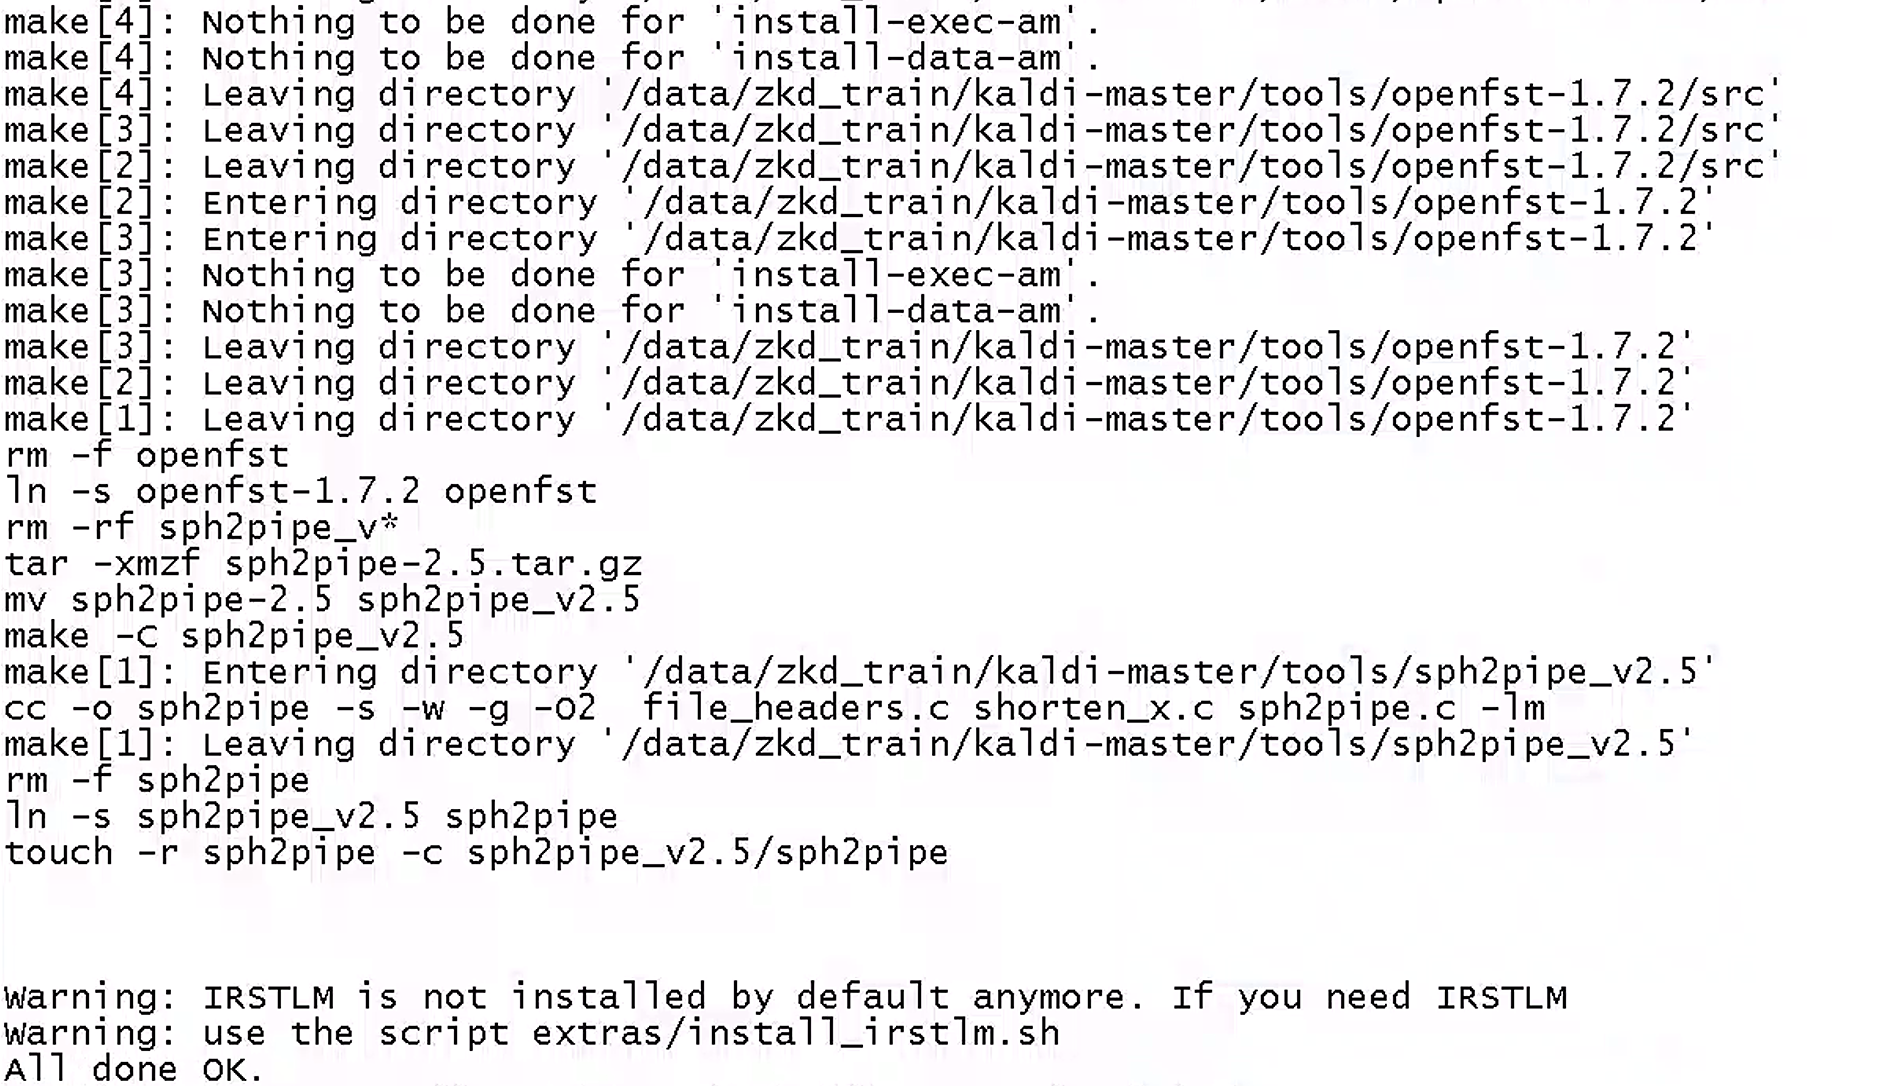 make[4]: Nothing to be done for 'install-exec-am'.
make[4]: Nothing to be done for 'install-data-am'.
make[4]: Leaving directory '/data/zkd_train/kaldi-master/tools/openfst-1.7.2/src'
make[3]: Leaving directory '/data/zkd_train/kaldi-master/tools/openfst-1.7.2/src'
make[2]: Leaving directory '/data/zkd_train/kaldi-master/tools/openfst-1.7.2/src'
make[2]: Entering directory '/data/zkd_train/kaldi-master/tools/openfst-1.7.2'
make[3]: Entering directory '/data/zkd_train/kaldi-master/tools/openfst-1.7.2'
make[3]: Nothing to be done for 'install-exec-am'.
make[3]: Nothing to be done for 'install-data-am'.
make[3]: Leaving directory '/data/zkd_train/kaldi-master/tools/openfst-1.7.2'
make[2]: Leaving directory '/data/zkd_train/kaldi-master/tools/openfst-1.7.2'
make[1]: Leaving directory '/data/zkd_train/kaldi-master/tools/openfst-1.7.2'
rm -f openfst
ln -s openfst-1.7.2 openfst
rm -rf sph2pipe_v*
tar -xmzf sph2pipe-2.5.tar.gz
mv sph2pipe-2.5 sph2pipe_v2.5
make -C sph2pipe_v2.5
make[1]: Entering directory '/data/zkd_train/kaldi-master/tools/sph2pipe_v2.5'
cc -o sph2pipe -s -w -g -O2  file_headers.c shorten_x.c sph2pipe.c -lm
make[1]: Leaving directory '/data/zkd_train/kaldi-master/tools/sph2pipe_v2.5'
rm -f sph2pipe
ln -s sph2pipe_v2.5 sph2pipe
touch -r sph2pipe -c sph2pipe_v2.5/sph2pipe
Warning: IRSTLM is not installed by default anymore. If you need IRSTLM
Warning: use the script extras/install_irstlm.sh
All done OK.